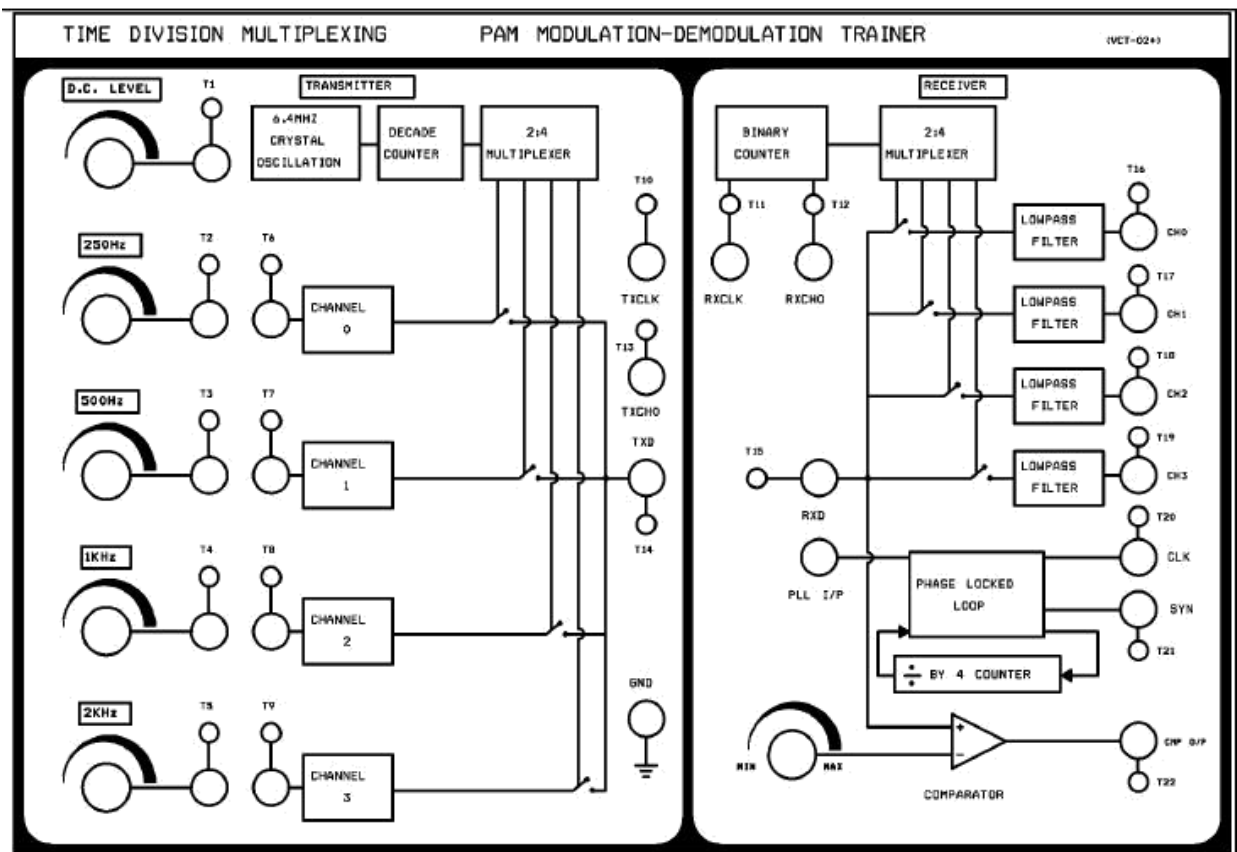 TIME DIVISION MULTIPLEXING PAM MODULATION-DEMODULATION TRAINER (VCT-02+)
D.C. LEVEL
T1
TRANSMITTER
6.4MHZ
CRYSTAL
OSCILLATION
DECADE
COUNTER
2:4
MULTIPLEXER
250Hz
T2
T6
CHANNEL
0
500Hz
T3
T7
CHANNEL
1
1KHz
T4
T8
CHANNEL
2
2KHz
T5
T9
CHANNEL
3
T10
TXCLK
T13
TXCHO
TXD
T14
GND
RECEIVER
BINARY
COUNTER
2:4
MULTIPLEXER
T11
T12
RXCLK
RXCHO
LOWPASS
FILTER
T16
CH0
LOWPASS
FILTER
T17
CH1
LOWPASS
FILTER
T18
CH2
LOWPASS
FILTER
T19
CH3
T15
RXD
PLL I/P
PHASE LOCKED
LOOP
T20
CLK
SYN
T21
÷ BY 4 COUNTER
MIN
MAX
+
-
COMPARATOR
CMP O/P
T22